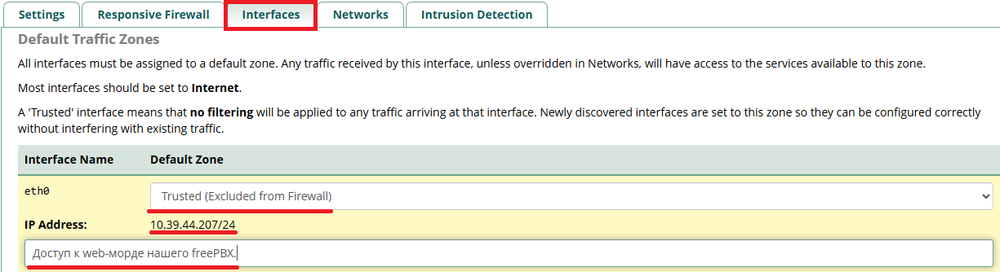 Settings Responsive Firewall Interfaces Networks Intrusion Detection
Default Traffic Zones
All interfaces must be assigned to a default zone. Any traffic received by this interface, unless overridden in Networks, will have access to the services available to this zone.
Most interfaces should be set to Internet.
A 'Trusted' interface means that no filtering will be applied to any traffic arriving at that interface. Newly discovered interfaces are set to this zone so they can be configured correctly
without interfering with existing traffic.
Interface Name Default Zone
eth0 Trusted (Excluded from Firewall)
IP Address: 10.39.44.207/24
Доступ к web-морде нашего freePBX.